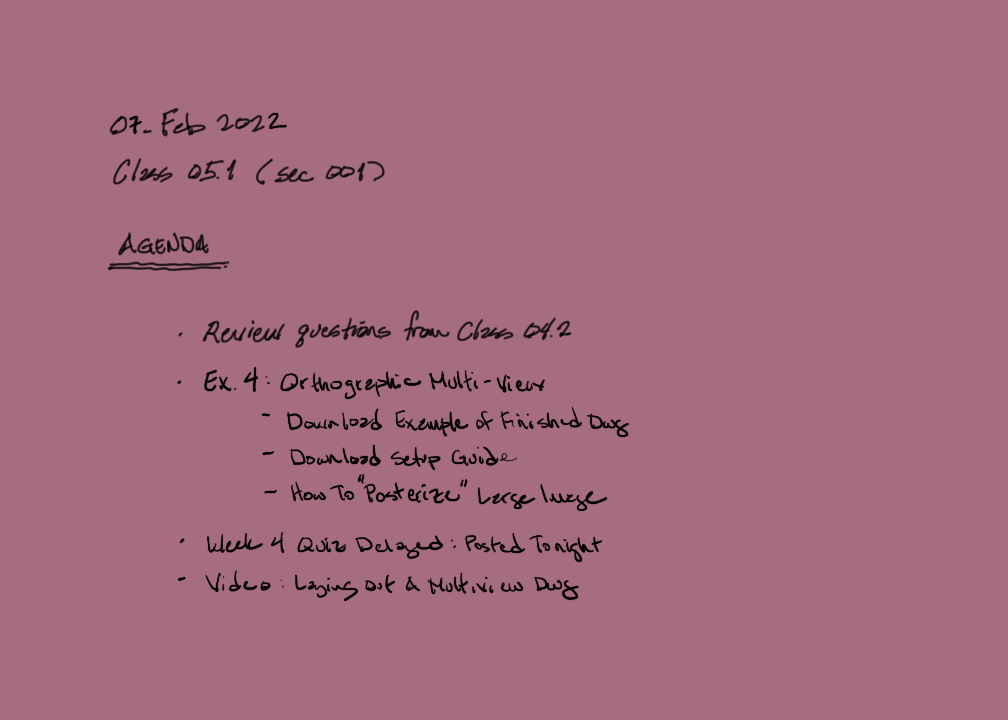 07-Feb 2022
Class 05.1 (sec 001)
AGENDA
· Review questions from Class 04.2
· Ex. 4: Orthographic Multi-View
- Download Example of Finished Dwg
- Download Setup Guide
- How To "Posterize" Large Image
· Week 4 Quiz Delayed: Posted Tonight
- Video: Laying out A Multiview Dwg